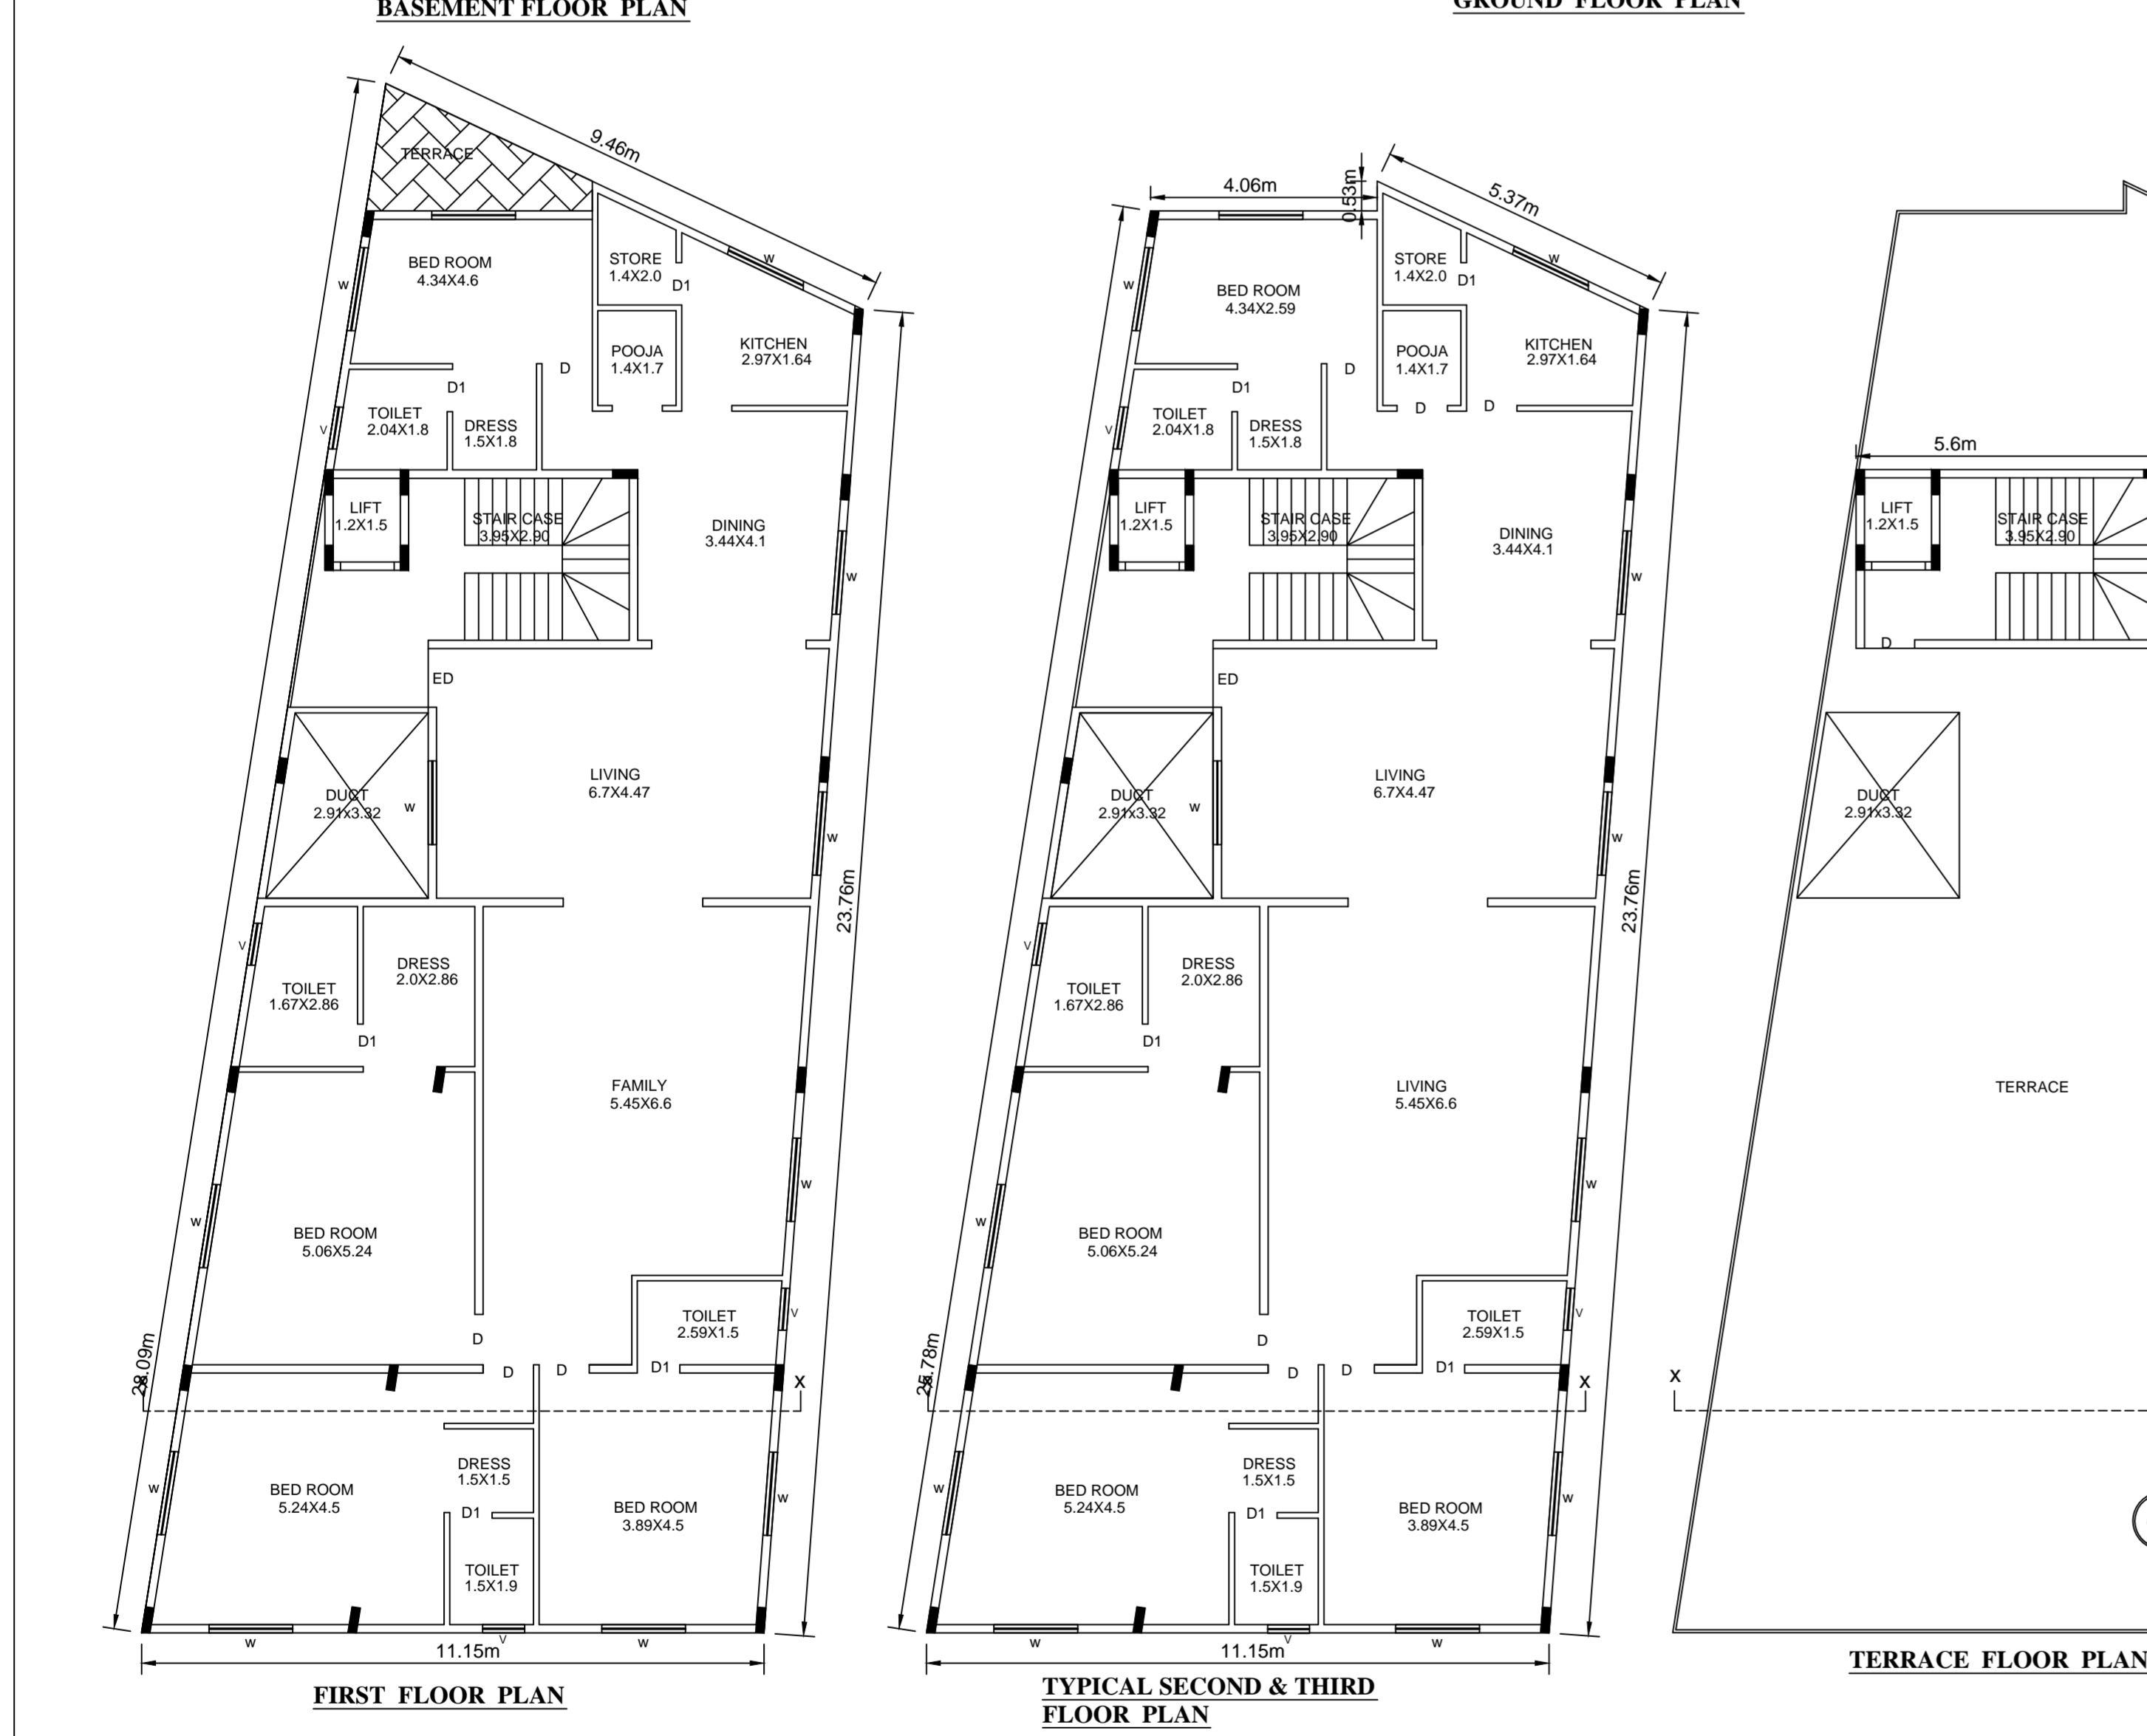 BASEMENT FLOOR PLAN
GROUND FLOOR PLAN
9.46m
TERRACE
BED ROOM
4.34X4.6
STORE
1.4X2.0
D1
W
W
POOJA
1.4X1.7
KITCHEN
2.97X1.64
D
D1
TOILET
2.04X1.8
DRESS
1.5X1.8
V
LIFT
1.2X1.5
STAIR CASE
3.95X2.90
DINING
3.44X4.1
W
ED
LIVING
6.7X4.47
DUCT
2.91x3.32
W
W
23.76m
V
DRESS
2.0X2.86
TOILET
1.67X2.86
D1
FAMILY
5.45X6.6
W
W
BED ROOM
5.06X5.24
TOILET
2.59X1.5
V
D
D
D
D1
28.09m
X
X
DRESS
1.5X1.5
BED ROOM
5.24X4.5
W
D1
BED ROOM
3.89X4.5
W
TOILET
1.5X1.9
W
V
W
11.15m
FIRST FLOOR PLAN
4.06m
0.53m
5.37m
BED ROOM
4.34X2.59
STORE
1.4X2.0
D1
W
W
POOJA
1.4X1.7
KITCHEN
2.97X1.64
D
D1
D
D
TOILET
2.04X1.8
DRESS
1.5X1.8
V
LIFT
1.2X1.5
STAIR CASE
3.95X2.90
DINING
3.44X4.1
W
ED
LIVING
6.7X4.47
DUCT
2.91x3.32
W
W
23.76m
V
DRESS
2.0X2.86
TOILET
1.67X2.86
D1
LIVING
5.45X6.6
W
W
BED ROOM
5.06X5.24
TOILET
2.59X1.5
V
D
D
D
D1
25.78m
X
X
DRESS
1.5X1.5
BED ROOM
5.24X4.5
W
D1
BED ROOM
3.89X4.5
W
TOILET
1.5X1.9
W
V
W
11.15m
TYPICAL SECOND & THIRD
FLOOR PLAN
5.6m
LIFT
1.2X1.5
STAIR CASE
3.95X2.90
D
DUCT
2.91x3.32
TERRACE
X
TERRACE FLOOR PLAN